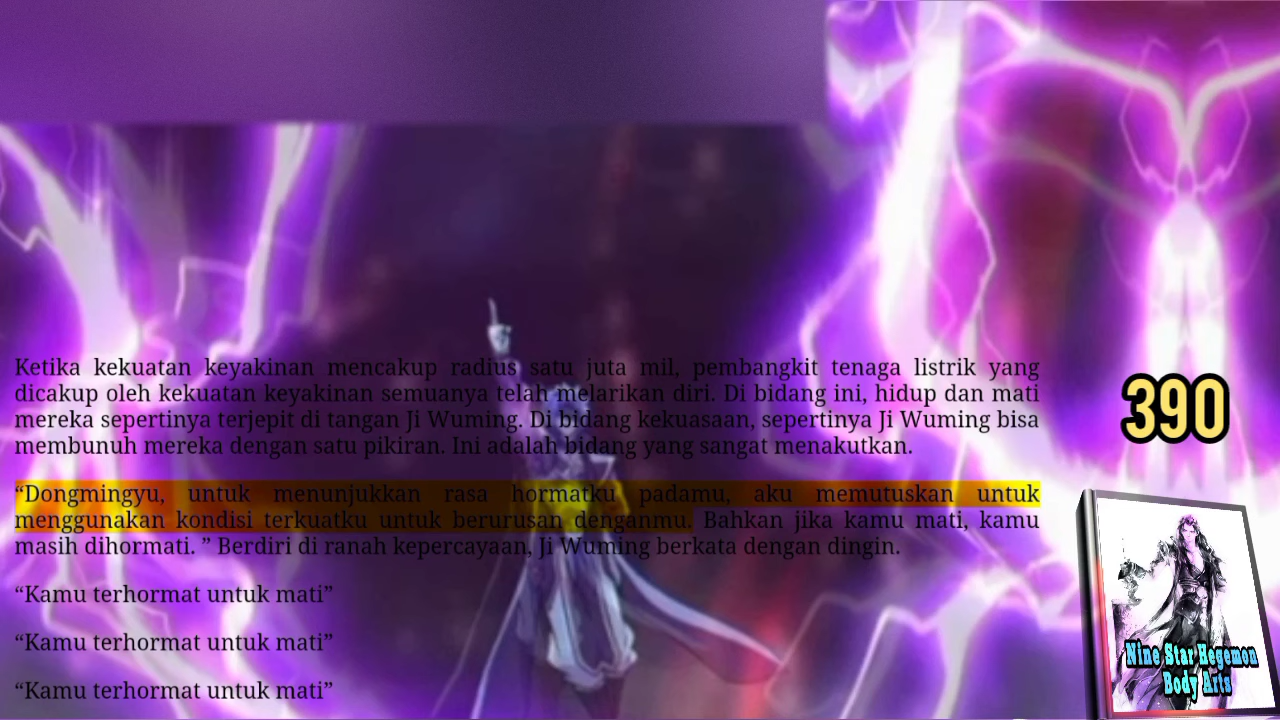 Ketika kekuatan keyakinan mencakup radius satu juta mil, pembangkit tenaga listrik yang
dicakup oleh kekuatan keyakinan semuanya telah melarikan diri. Di bidang ini, hidup dan mati
mereka sepertinya terjepit di tangan Ji Wuming. Di bidang kekuasaan, sepertinya Ji Wuming bisa
membunuh mereka dengan satu pikiran. Ini adalah bidang yang sangat menakutkan.
“Dongmingyu, untuk menunjukkan rasa hormatku padamu, aku memutuskan untuk
menggunakan kondisi terkuatku untuk berurusan denganmu. Bahkan jika kamu mati, kamu
masih dihormati. ” Berdiri di ranah kepercayaan, Ji Wuming berkata dengan dingin.
“Kamu terhormat untuk mati”
“Kamu terhormat untuk mati”
“Kamu terhormat untuk mati”
390
Nine Star Hegemon
Body Arts